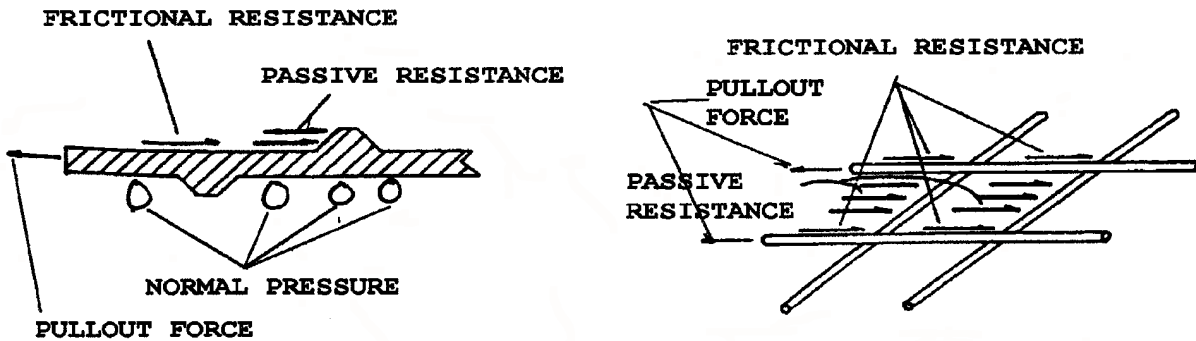 FRICTIONAL RESISTANCE
PASSIVE RESISTANCE
NORMAL PRESSURE
PULLOUT FORCE
FRICTIONAL RESISTANCE
PULLOUT
FORCE
PASSIVE
RESISTANCE